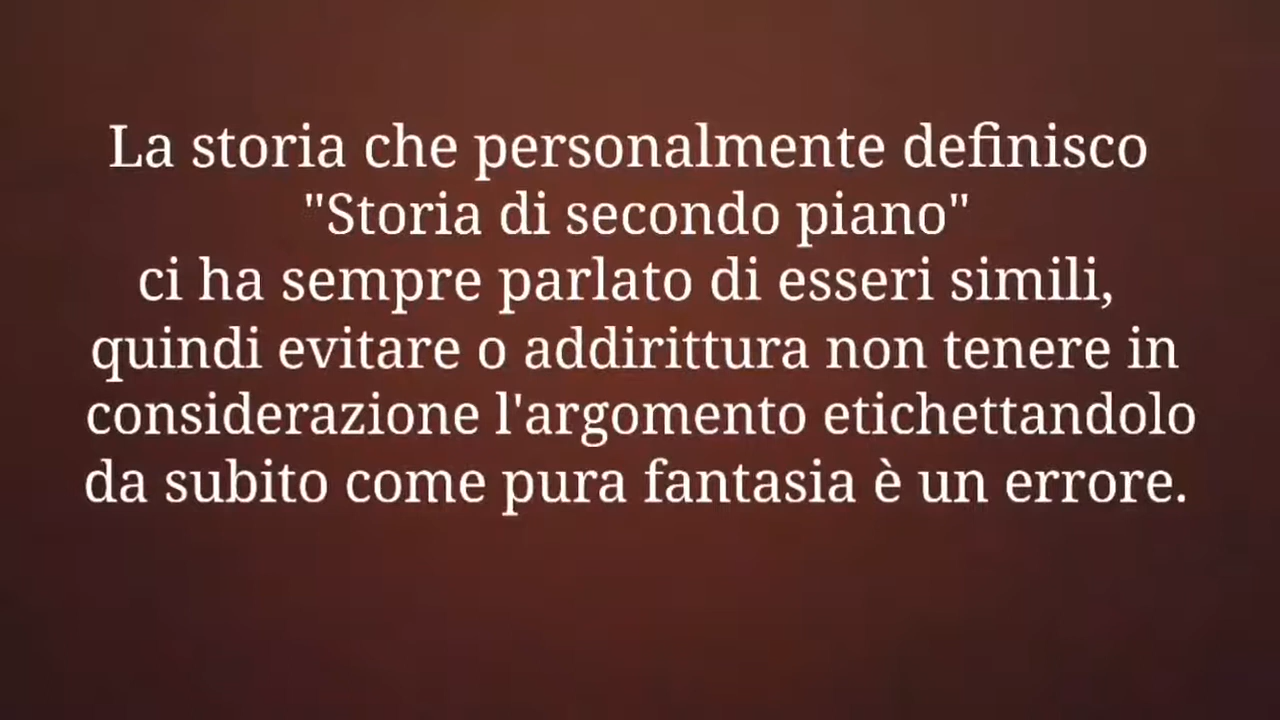 La storia che personalmente definisco
"Storia di secondo piano"
ci ha sempre parlato di esseri simili,
quindi evitare o addirittura non tenere in
considerazione l'argomento etichettandolo
da subito come pura fantasia è un errore.